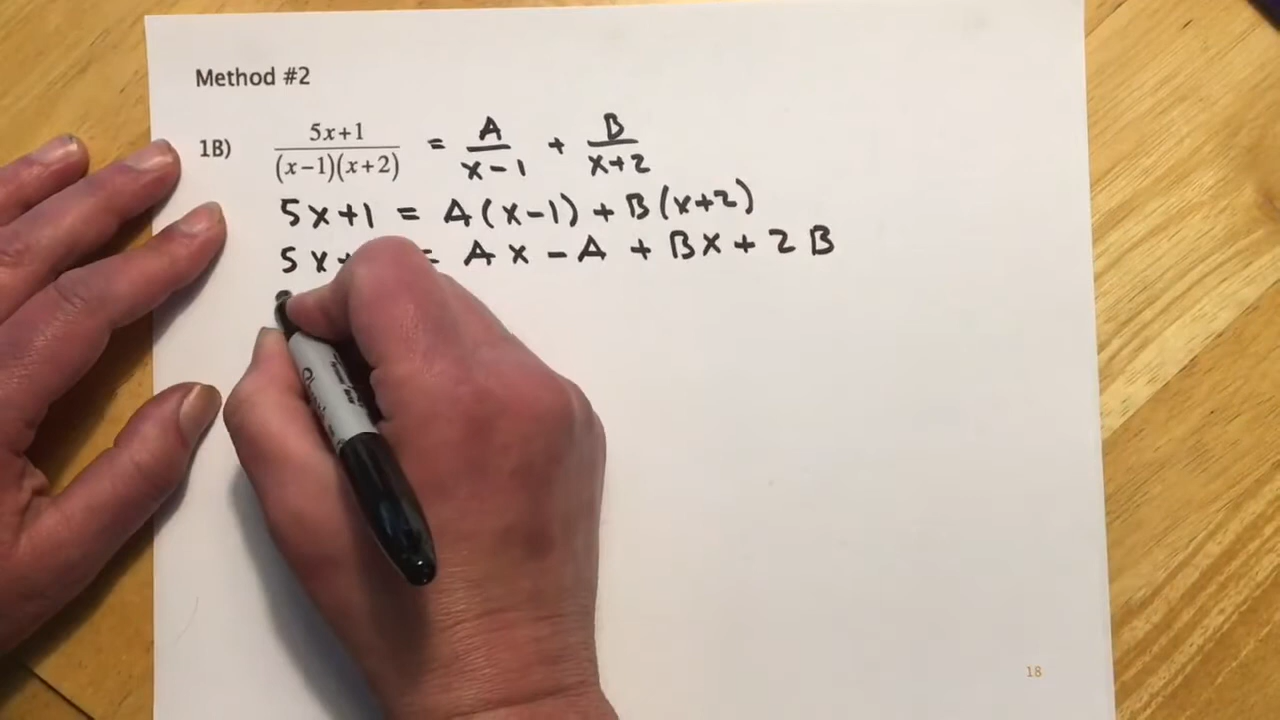 Method #2
1B) 5x+1 / (x−1)(x+2) = A / x−1 + B / x+2
5x+1 = A(x−1) + B(x+2)
5x+ = Ax − A + Bx + 2B
18